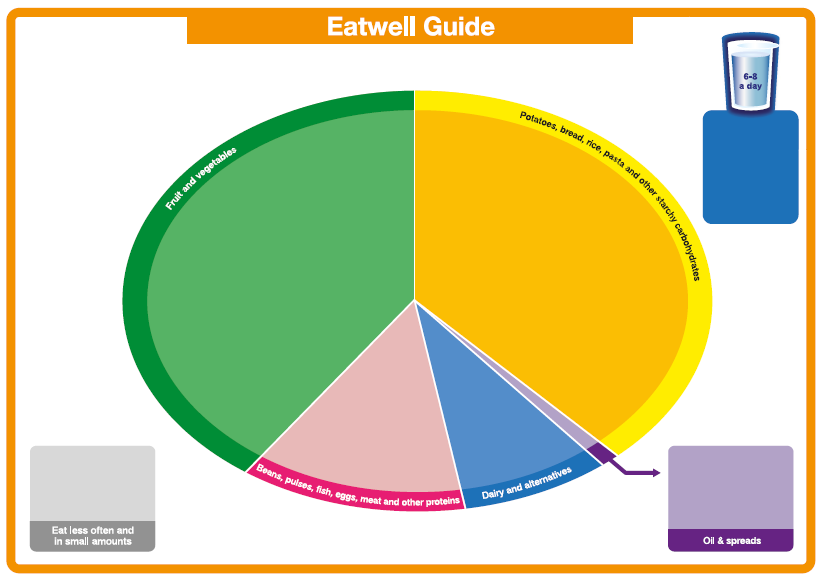 Eatwell Guide
6-8
a day
Fruit and vegetables
Potatoes, bread, rice, pasta and other starchy carbohydrates
Beans, pulses, fish, eggs, meat and other proteins
Dairy and alternatives
Eat less often and
in small amounts
Oil & spreads